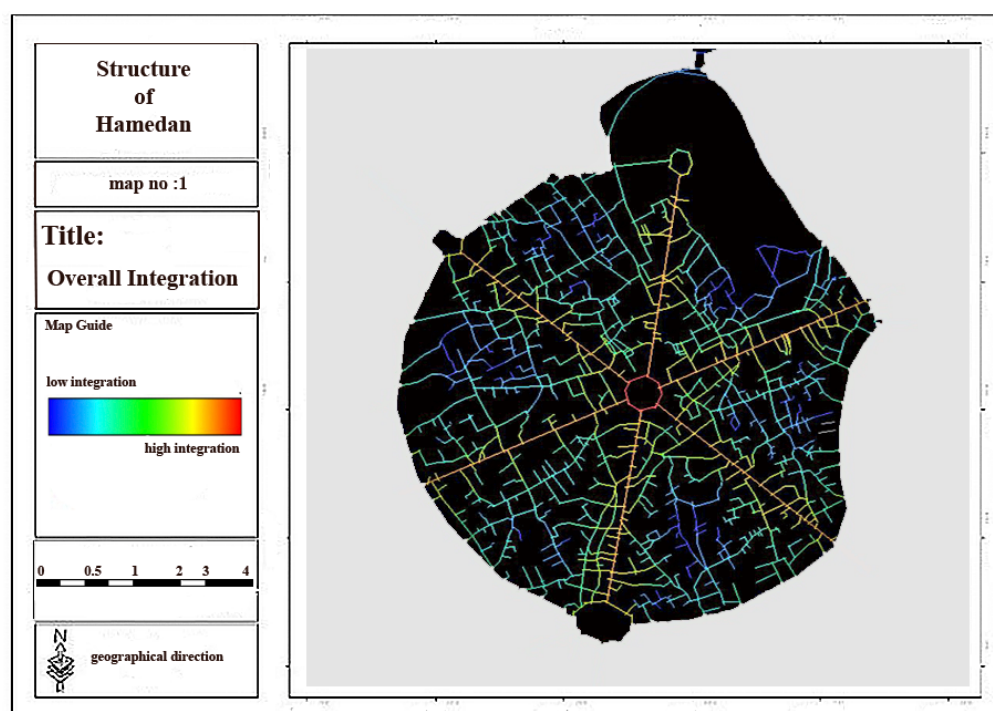 Structure
of
Hamedan
map no :1
Title:
Overall Integration
Map Guide
low integration
high integration
0 0.5 1 2 3 4
N
geographical direction